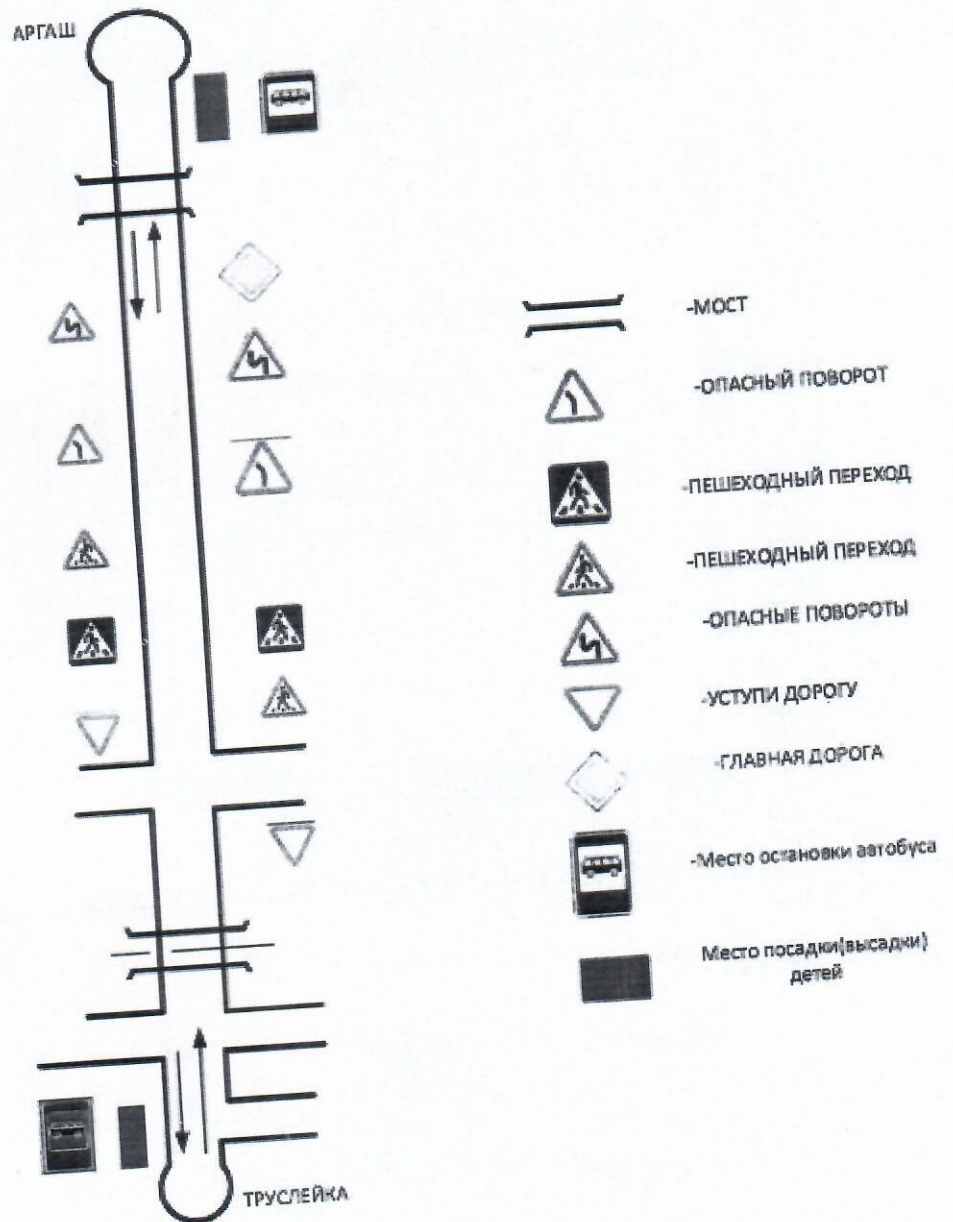 АРГАШ
-МОСТ
-ОПАСНЫЙ ПОВОРОТ
-ПЕШЕХОДНЫЙ ПЕРЕХОД
-ПЕШЕХОДНЫЙ ПЕРЕХОД
-ОПАСНЫЕ ПОВОРОТЫ
-УСТУПИ ДОРОГУ
-ГЛАВНАЯ ДОРОГА
-Место остановки автобуса
Место посадки(высадки)
детей
ТРУСЛЕЙКА